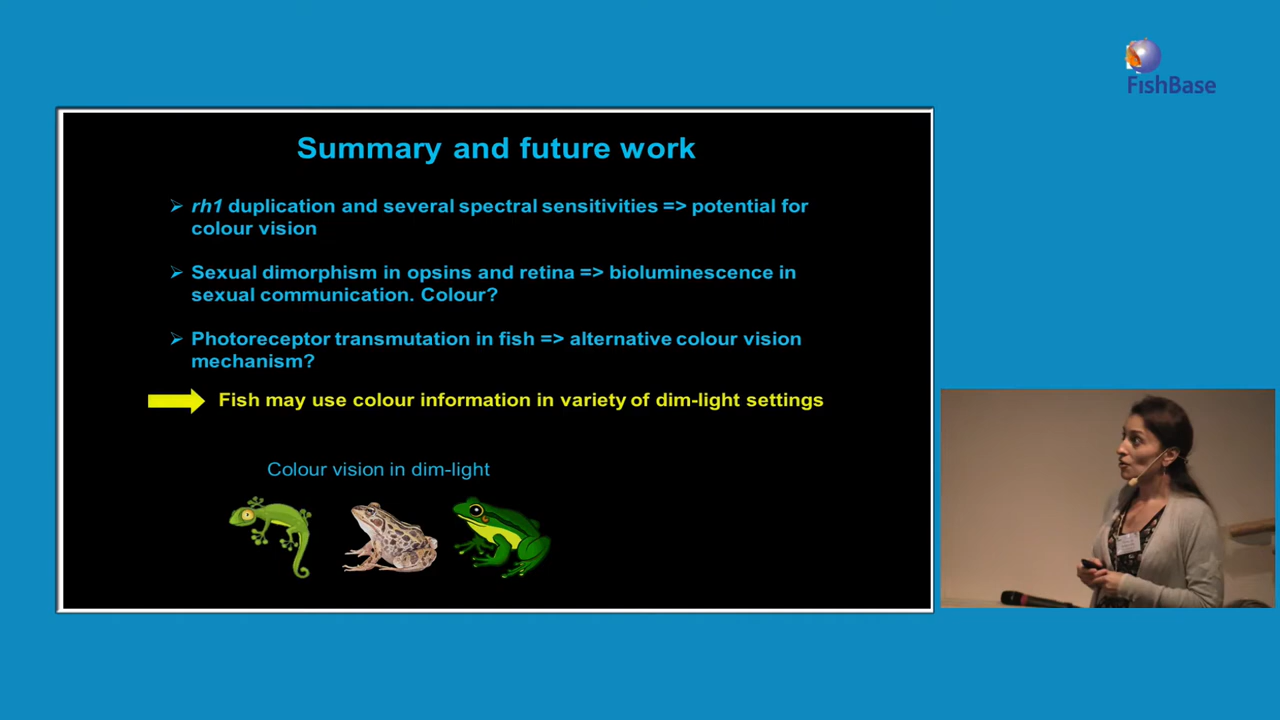 FishBase
Summary and future work
rh1 duplication and several spectral sensitivities => potential for
colour vision
Sexual dimorphism in opsins and retina => bioluminescence in
sexual communication. Colour?
Photoreceptor transmutation in fish => alternative colour vision
mechanism?
Fish may use colour information in variety of dim-light settings
Colour vision in dim-light